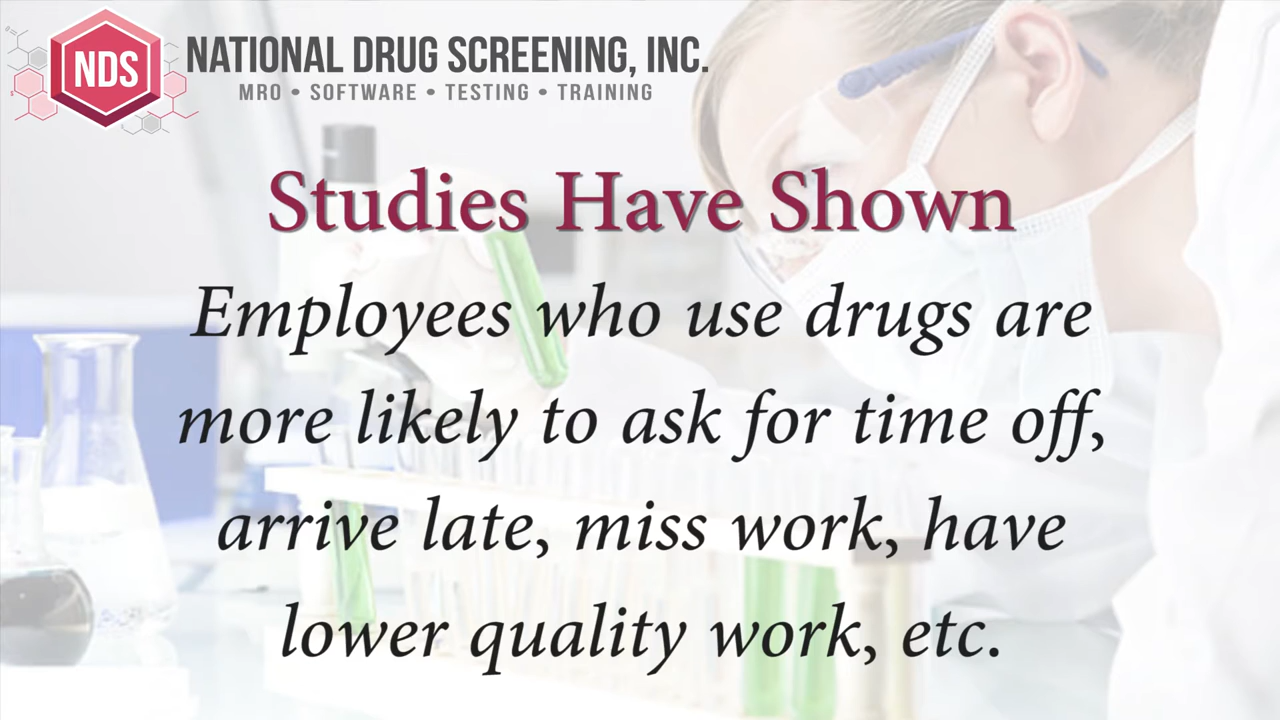 NDS
NATIONAL DRUG SCREENING, INC.
MRO • SOFTWARE • TESTING • TRAINING
Studies Have Shown
Employees who use drugs are
more likely to ask for time off,
arrive late, miss work, have
lower quality work, etc.